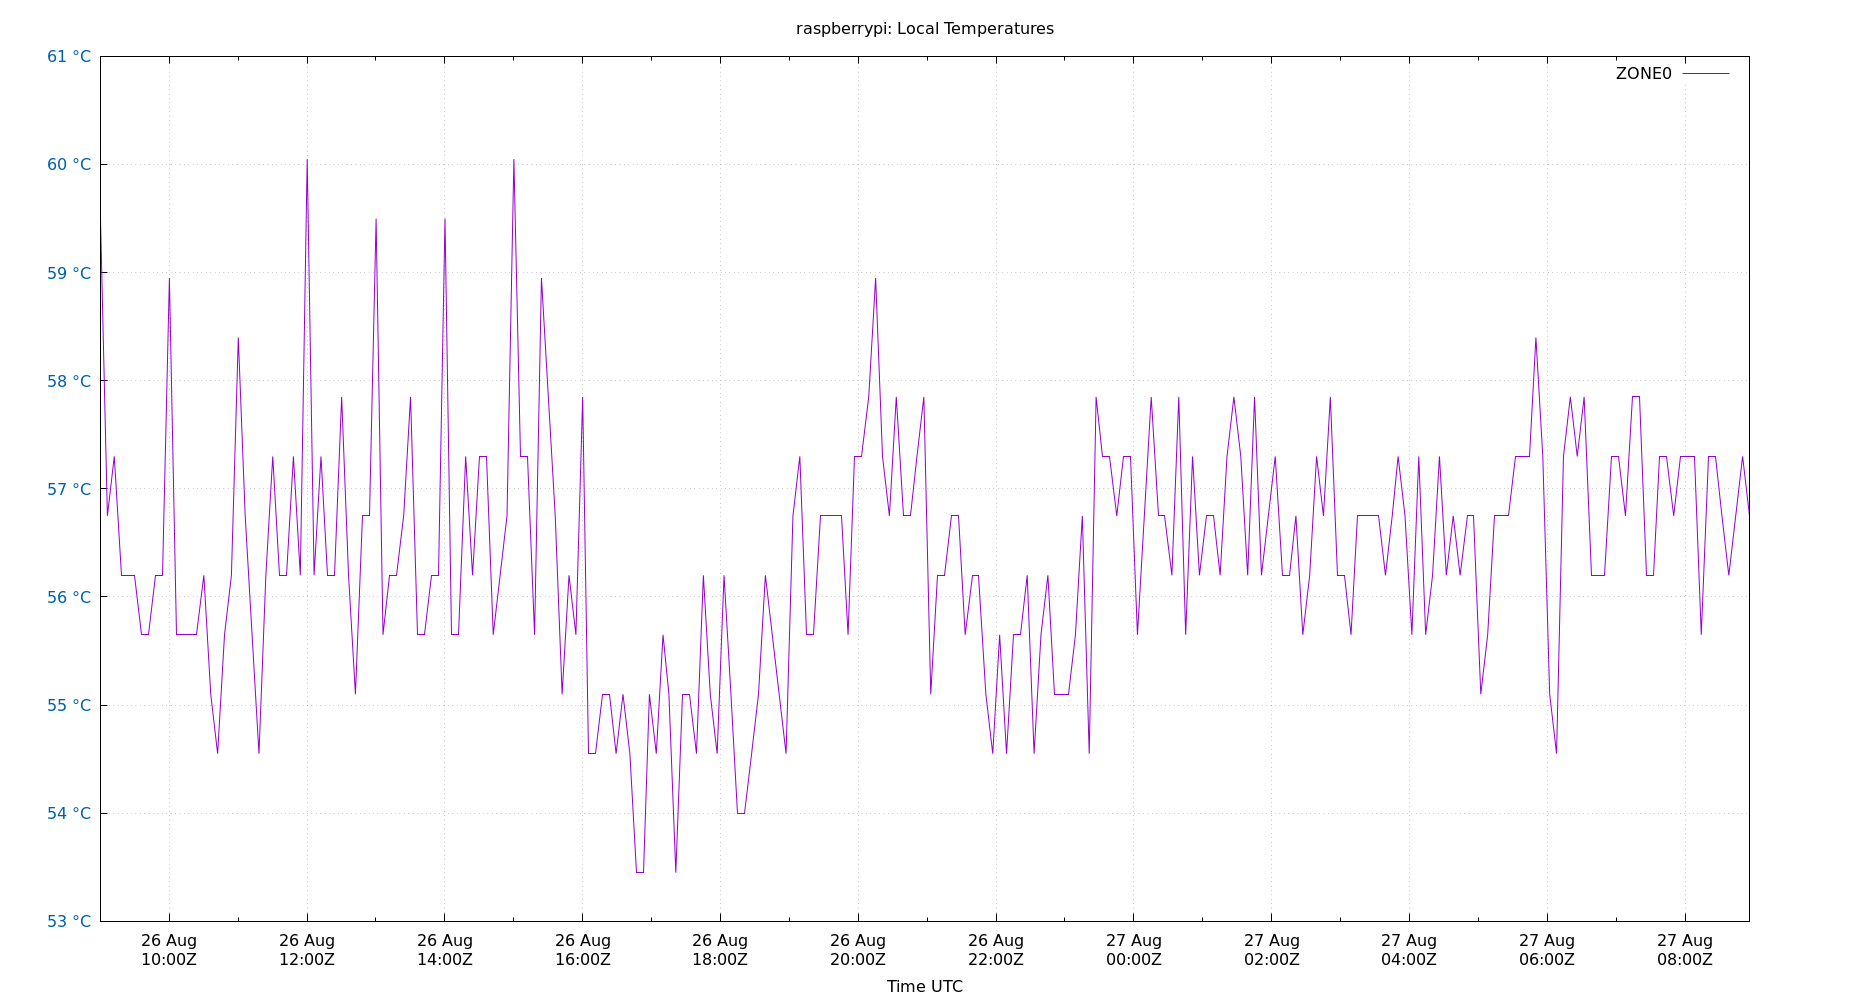 raspberrypi: Local Temperatures
61 °C
ZONE0
60 °C
59 °C
58 °C
57 °C
56 °C
55 °C
54 °C
53 °C
26 Aug 26 Aug 26 Aug 26 Aug 26 Aug 26 Aug 26 Aug 27 Aug 27 Aug 27 Aug 27 Aug 27 Aug
10:00Z 12:00Z 14:00Z 16:00Z 18:00Z 20:00Z 22:00Z 00:00Z 02:00Z 04:00Z 06:00Z 08:00Z
Time UTC